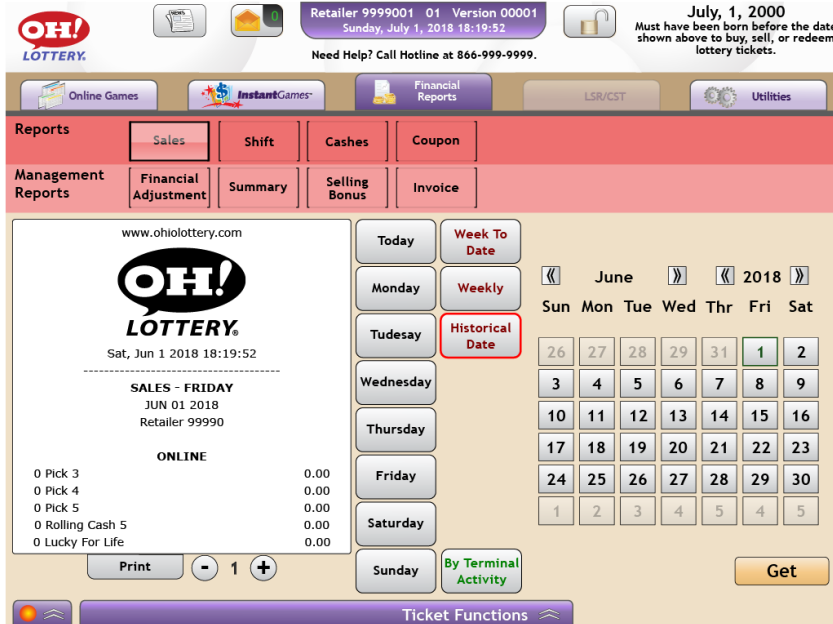 OH!
LOTTERY.
NEWS
0
Retailer 9999001 01 Version 00001
Sunday, July 1, 2018 18:19:52
Need Help? Call Hotline at 866-999-9999.
July, 1, 2000
Must have been born before the date
shown above to buy, sell, or redeem
lottery tickets.
Online Games
$ InstantGames
Financial
Reports
LSR/CST
Utilities
Reports
Sales
Shift
Cashes
Coupon
Management
Reports
Financial
Adjustment
Summary
Selling
Bonus
Invoice
www.ohiolottery.com
OH!
LOTTERY.
Sat, Jun 1 2018 18:19:52
----------------------------------------
SALES - FRIDAY
JUN 01 2018
Retailer 99990
ONLINE
0 Pick 3 0.00
0 Pick 4 0.00
0 Pick 5 0.00
0 Rolling Cash 5 0.00
0 Lucky For Life 0.00
Print - 1 +
Today
Monday
Tudesay
Wednesday
Thursday
Friday
Saturday
Sunday
Week To
Date
Weekly
Historical
Date
By Terminal
Activity
June 2018
Sun Mon Tue Wed Thr Fri Sat
26 27 28 29 31 1 2
3 4 5 6 7 8 9
10 11 12 13 14 15 16
17 18 19 20 21 22 23
24 25 26 27 28 29 30
1 2 3 4 5 4 5
Get
Ticket Functions